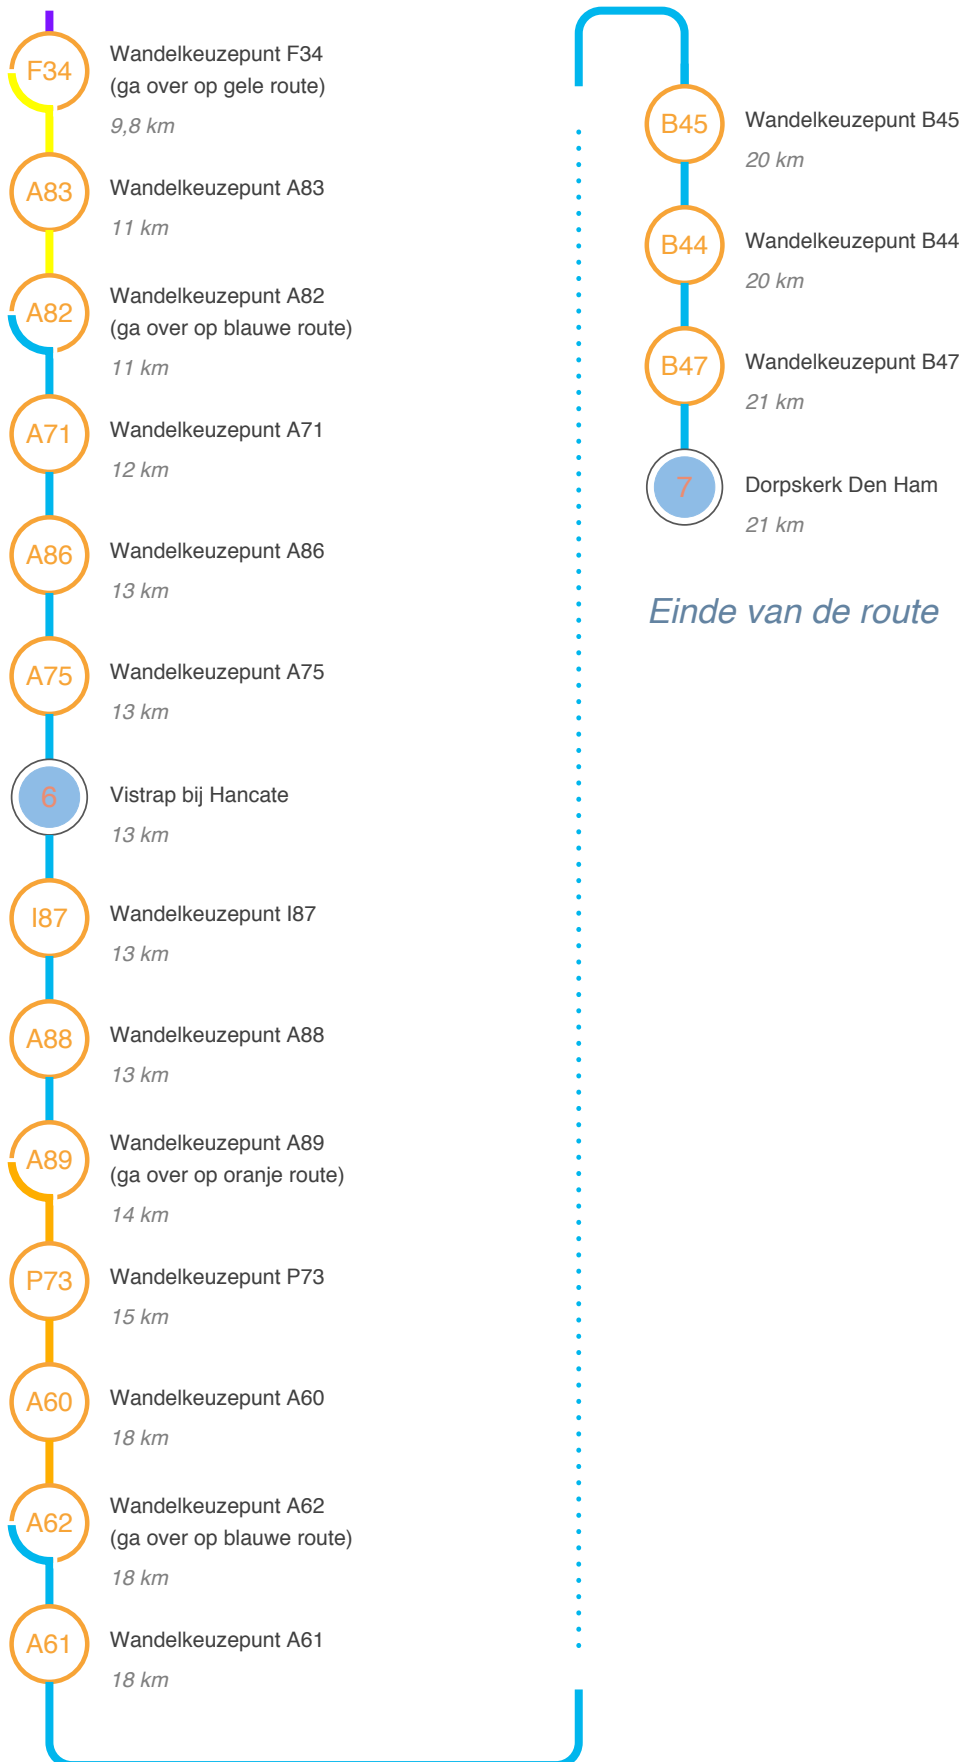 F34
Wandelkeuzepunt F34
(ga over op gele route)
9,8 km
A83
Wandelkeuzepunt A83
11 km
A82
Wandelkeuzepunt A82
(ga over op blauwe route)
11 km
A71
Wandelkeuzepunt A71
12 km
A86
Wandelkeuzepunt A86
13 km
A75
Wandelkeuzepunt A75
13 km
6
Vistrap bij Hancate
13 km
I87
Wandelkeuzepunt I87
13 km
A88
Wandelkeuzepunt A88
13 km
A89
Wandelkeuzepunt A89
(ga over op oranje route)
14 km
P73
Wandelkeuzepunt P73
15 km
A60
Wandelkeuzepunt A60
18 km
A62
Wandelkeuzepunt A62
(ga over op blauwe route)
18 km
A61
Wandelkeuzepunt A61
18 km
B45
Wandelkeuzepunt B45
20 km
B44
Wandelkeuzepunt B44
20 km
B47
Wandelkeuzepunt B47
21 km
7
Dorpskerk Den Ham
21 km
Einde van de route